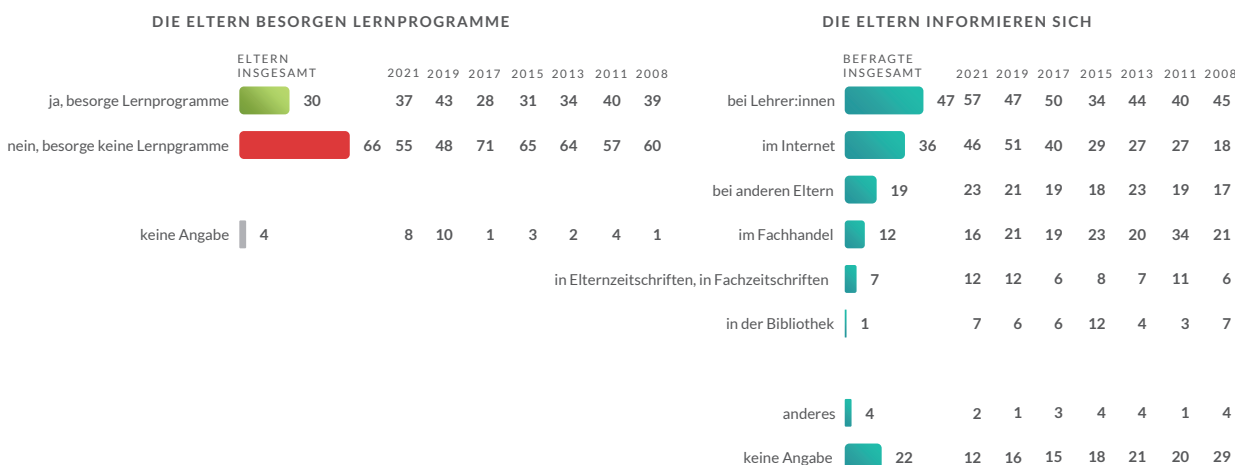 DIE ELTERN BESORGEN LERNPROGRAMME
ELTERN
INSGESAMT 2021 2019 2017 2015 2013 2011 2008
ja, besorge Lernprogramme 30 37 43 28 31 34 40 39
nein, besorge keine Lernpgramme 66 55 48 71 65 64 57 60
keine Angabe 4 8 10 1 3 2 4 1
DIE ELTERN INFORMIEREN SICH
BEFRAGTE
INSGESAMT 2021 2019 2017 2015 2013 2011 2008
bei Lehrer:innen 47 57 47 50 34 44 40 45
im Internet 36 46 51 40 29 27 27 18
bei anderen Eltern 19 23 21 19 18 23 19 17
im Fachhandel 12 16 21 19 23 20 34 21
in Elternzeitschriften, in Fachzeitschriften 7 12 12 6 8 7 11 6
in der Bibliothek 1 7 6 6 12 4 3 7
anderes 4 2 1 3 4 4 1 4
keine Angabe 22 12 16 15 18 21 20 29